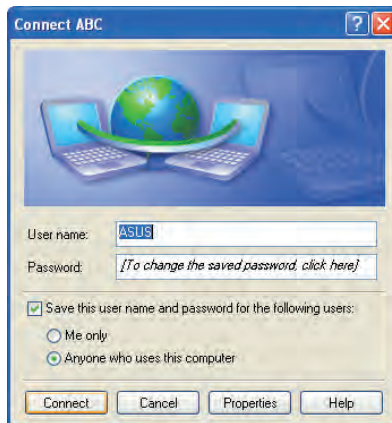 Connect ABC
User name: ASUS
Password: [To change the saved password, click here]
Save this user name and password for the following users:
Me only
Anyone who uses this computer
Connect Cancel Properties Help